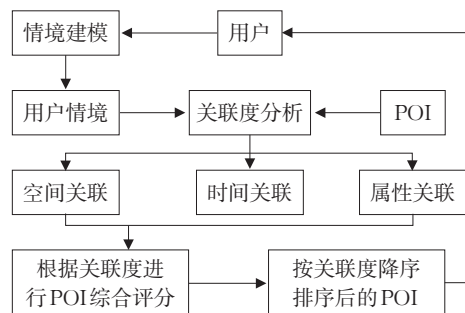 情境建模
用户
用户情境
关联度分析
POI
空间关联
时间关联
属性关联
根据关联度进
行POI综合评分
按关联度降序
排序后的POI